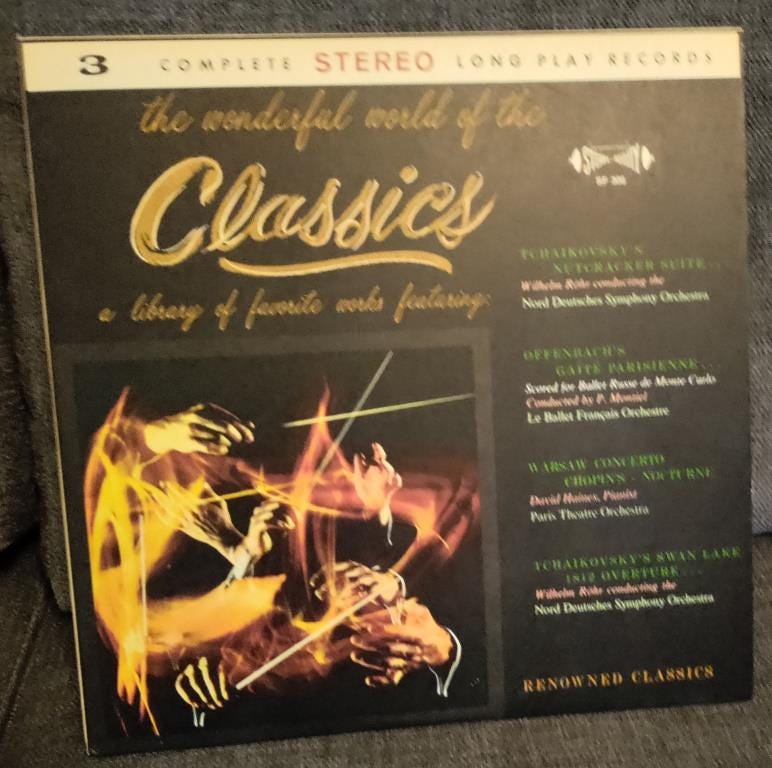 3 COMPLETE STEREO LONG PLAY RECORDS
the wonderful world of the
Classics
a library of favorite works featuring:
TCHAIKOVSKY'S
NUTCRACKER SUITE...
Wilhelm Röhr conducting the
Nord Deutsches Symphony Orchestra
OFFENBACH'S
GAITE PARISIENNE...
Scored for Ballet Russe de Monte Carlo
Conducted by P. Monziel
Le Ballet Français Orchestre
WARSAW CONCERTO
CHOPIN'S - NOCTURNE
David Haines, Pianist
Paris Theatre Orchestra
TCHAIKOVSKY'S SWAN LAKE
1812 OVERTURE...
Wilhelm Röhr conducting the
Nord Deutsches Symphony Orchestra
RENOWNED CLASSICS